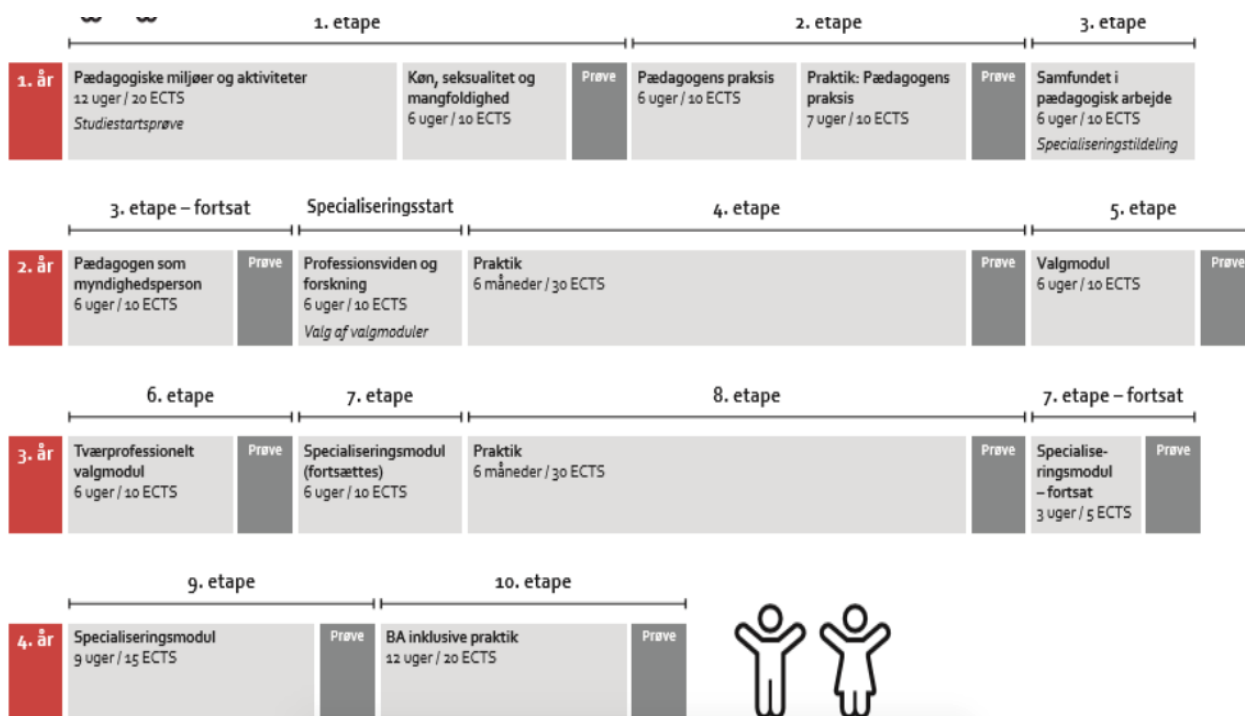 1. etape
2. etape
3. etape
1. år
Pædagogiske miljøer og aktiviteter
12 uger / 20 ECTS
Studiestartsprøve
Køn, seksualitet og
mangfoldighed
6 uger / 10 ECTS
Prøve
Pædagogens praksis
6 uger / 10 ECTS
Praktik: Pædagogens
praksis
7 uger / 10 ECTS
Prøve
Samfundet i
pædagogisk arbejde
6 uger / 10 ECTS
Specialiseringstildeling
3. etape – fortsat
Specialiseringsstart
4. etape
5. etape
2. år
Pædagogen som
myndighedsperson
6 uger / 10 ECTS
Prøve
Professionsviden og
forskning
6 uger / 10 ECTS
Valg af valgmoduler
Praktik
6 måneder / 30 ECTS
Prøve
Valgmodul
6 uger / 10 ECTS
Prøve
6. etape
7. etape
8. etape
7. etape – fortsat
3. år
Tværprofessionelt
valgmodul
6 uger / 10 ECTS
Prøve
Specialiseringsmodul
(fortsættes)
6 uger / 10 ECTS
Praktik
6 måneder / 30 ECTS
Prøve
Specialise-
ringsmodul
– fortsat
3 uger / 5 ECTS
Prøve
9. etape
10. etape
4. år
Specialiseringsmodul
9 uger / 15 ECTS
Prøve
BA inklusive praktik
12 uger / 20 ECTS
Prøve